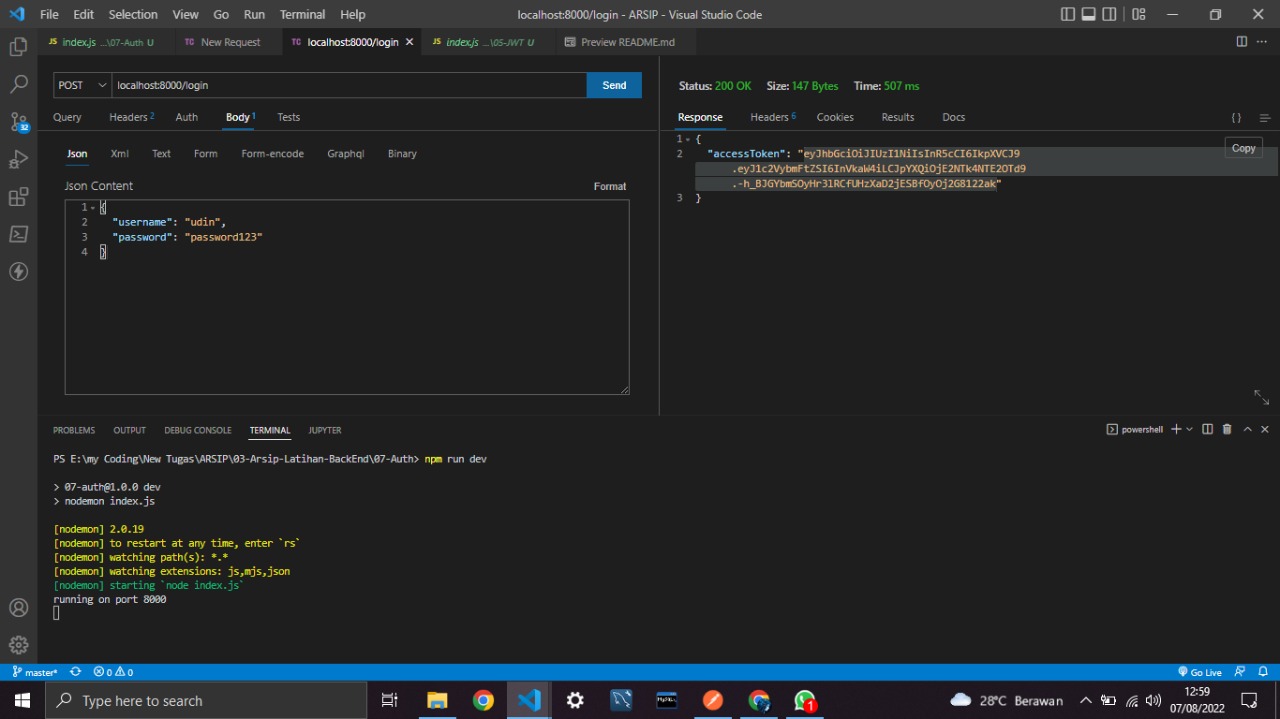 File Edit Selection View Go Run Terminal Help localhost:8000/login - ARSIP - Visual Studio Code
JS index.js ...\07-Auth U TC New Request TC localhost:8000/login JS index.js ...\05-JWT U Preview README.md
POST localhost:8000/login Send
Query Headers 2 Auth Body 1 Tests
Json Xml Text Form Form-encode Graphql Binary
Json Content Format
1 {
2 "username": "udin",
3 "password": "password123"
4 }
Status: 200 OK Size: 147 Bytes Time: 507 ms
Response Headers 6 Cookies Results Docs { }
Copy
1 {
2 "accessToken": "eyJhbGciOiJIUzI1NiIsInR5cCI6IkpXVCJ9
.eyJ1c2VybmFtZSI6InVkaW4iLCJpYXQiOjE2NTk4NTE2OTd9
.-h_BJGYbmSOyHr31RCfUHzXaD2jESBfOyOj2G8122ak"
3 }
PROBLEMS OUTPUT DEBUG CONSOLE TERMINAL JUPYTER powershell
PS E:\my Coding\New Tugas\ARSIP\03-Arsip-Latihan-BackEnd\07-Auth> npm run dev
> 07-auth@1.0.0 dev
> nodemon index.js
[nodemon] 2.0.19
[nodemon] to restart at any time, enter `rs`
[nodemon] watching path(s): *.*
[nodemon] watching extensions: js,mjs,json
[nodemon] starting `node index.js`
running on port 8000
32
master* 0 0 Go Live
Type here to search 1 28°C Berawan 12:59
07/08/2022